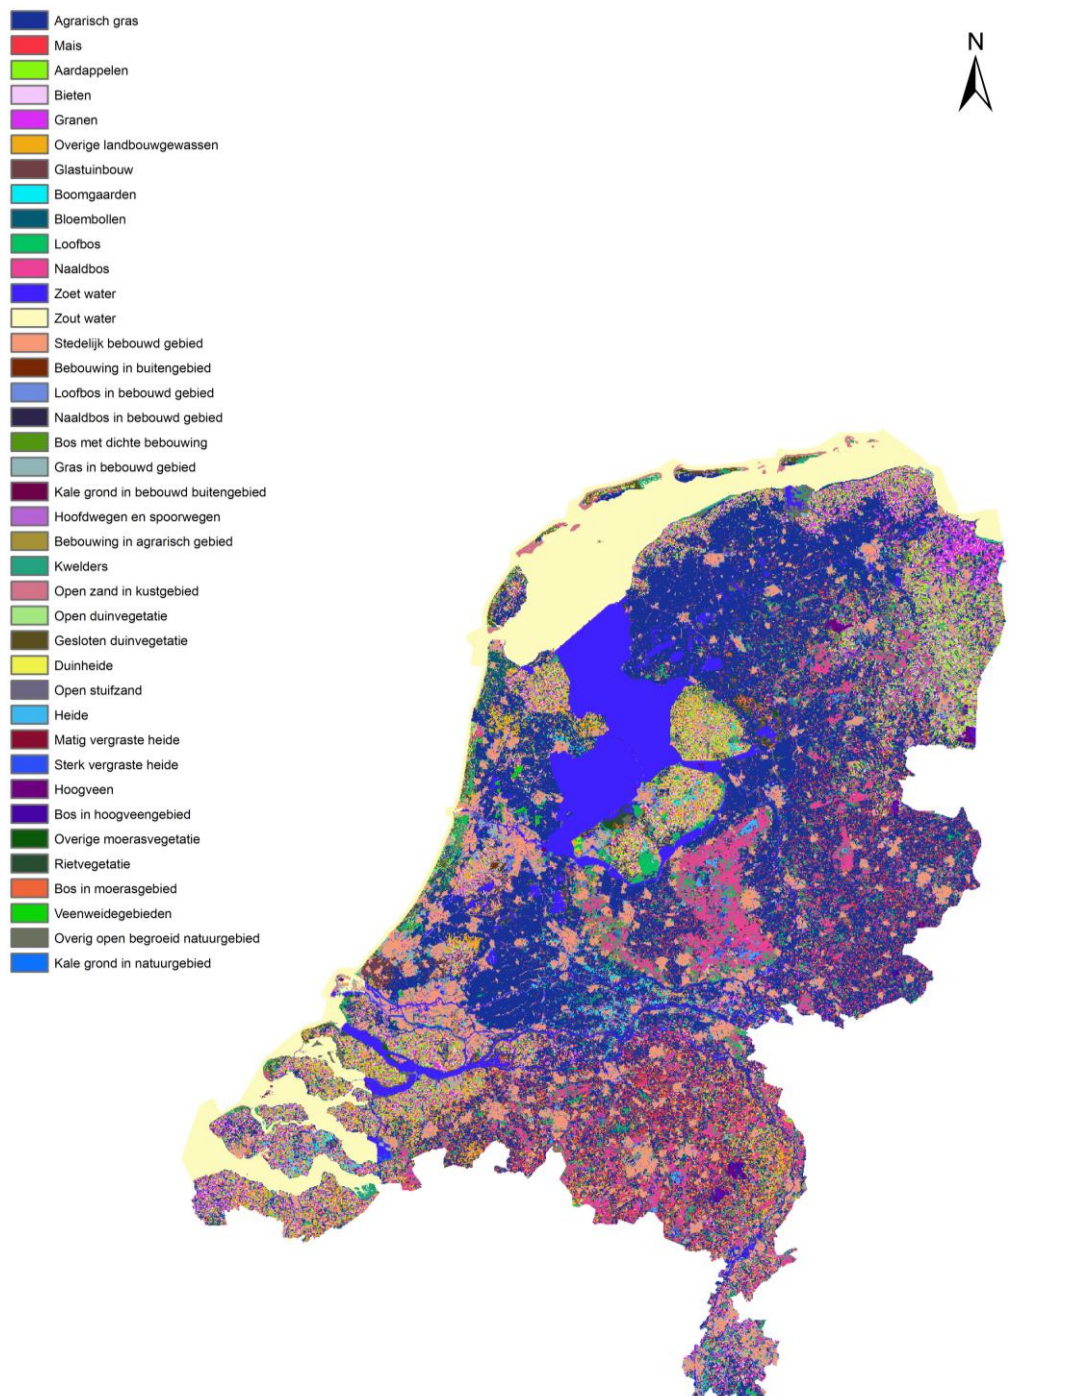 Agrarisch gras
Mais
Aardappelen
Bieten
Granen
Overige landbouwgewassen
Glastuinbouw
Boomgaarden
Bloembollen
Loofbos
Naaldbos
Zoet water
Zout water
Stedelijk bebouwd gebied
Bebouwing in buitengebied
Loofbos in bebouwd gebied
Naaldbos in bebouwd gebied
Bos met dichte bebouwing
Gras in bebouwd gebied
Kale grond in bebouwd buitengebied
Hoofdwegen en spoorwegen
Bebouwing in agrarisch gebied
Kwelders
Open zand in kustgebied
Open duinvegetatie
Gesloten duinvegetatie
Duinheide
Open stuifzand
Heide
Matig vergraste heide
Sterk vergraste heide
Hoogveen
Bos in hoogveengebied
Overige moerasvegetatie
Rietvegetatie
Bos in moerasgebied
Veenweidegebieden
Overig open begroeid natuurgebied
Kale grond in natuurgebied
N